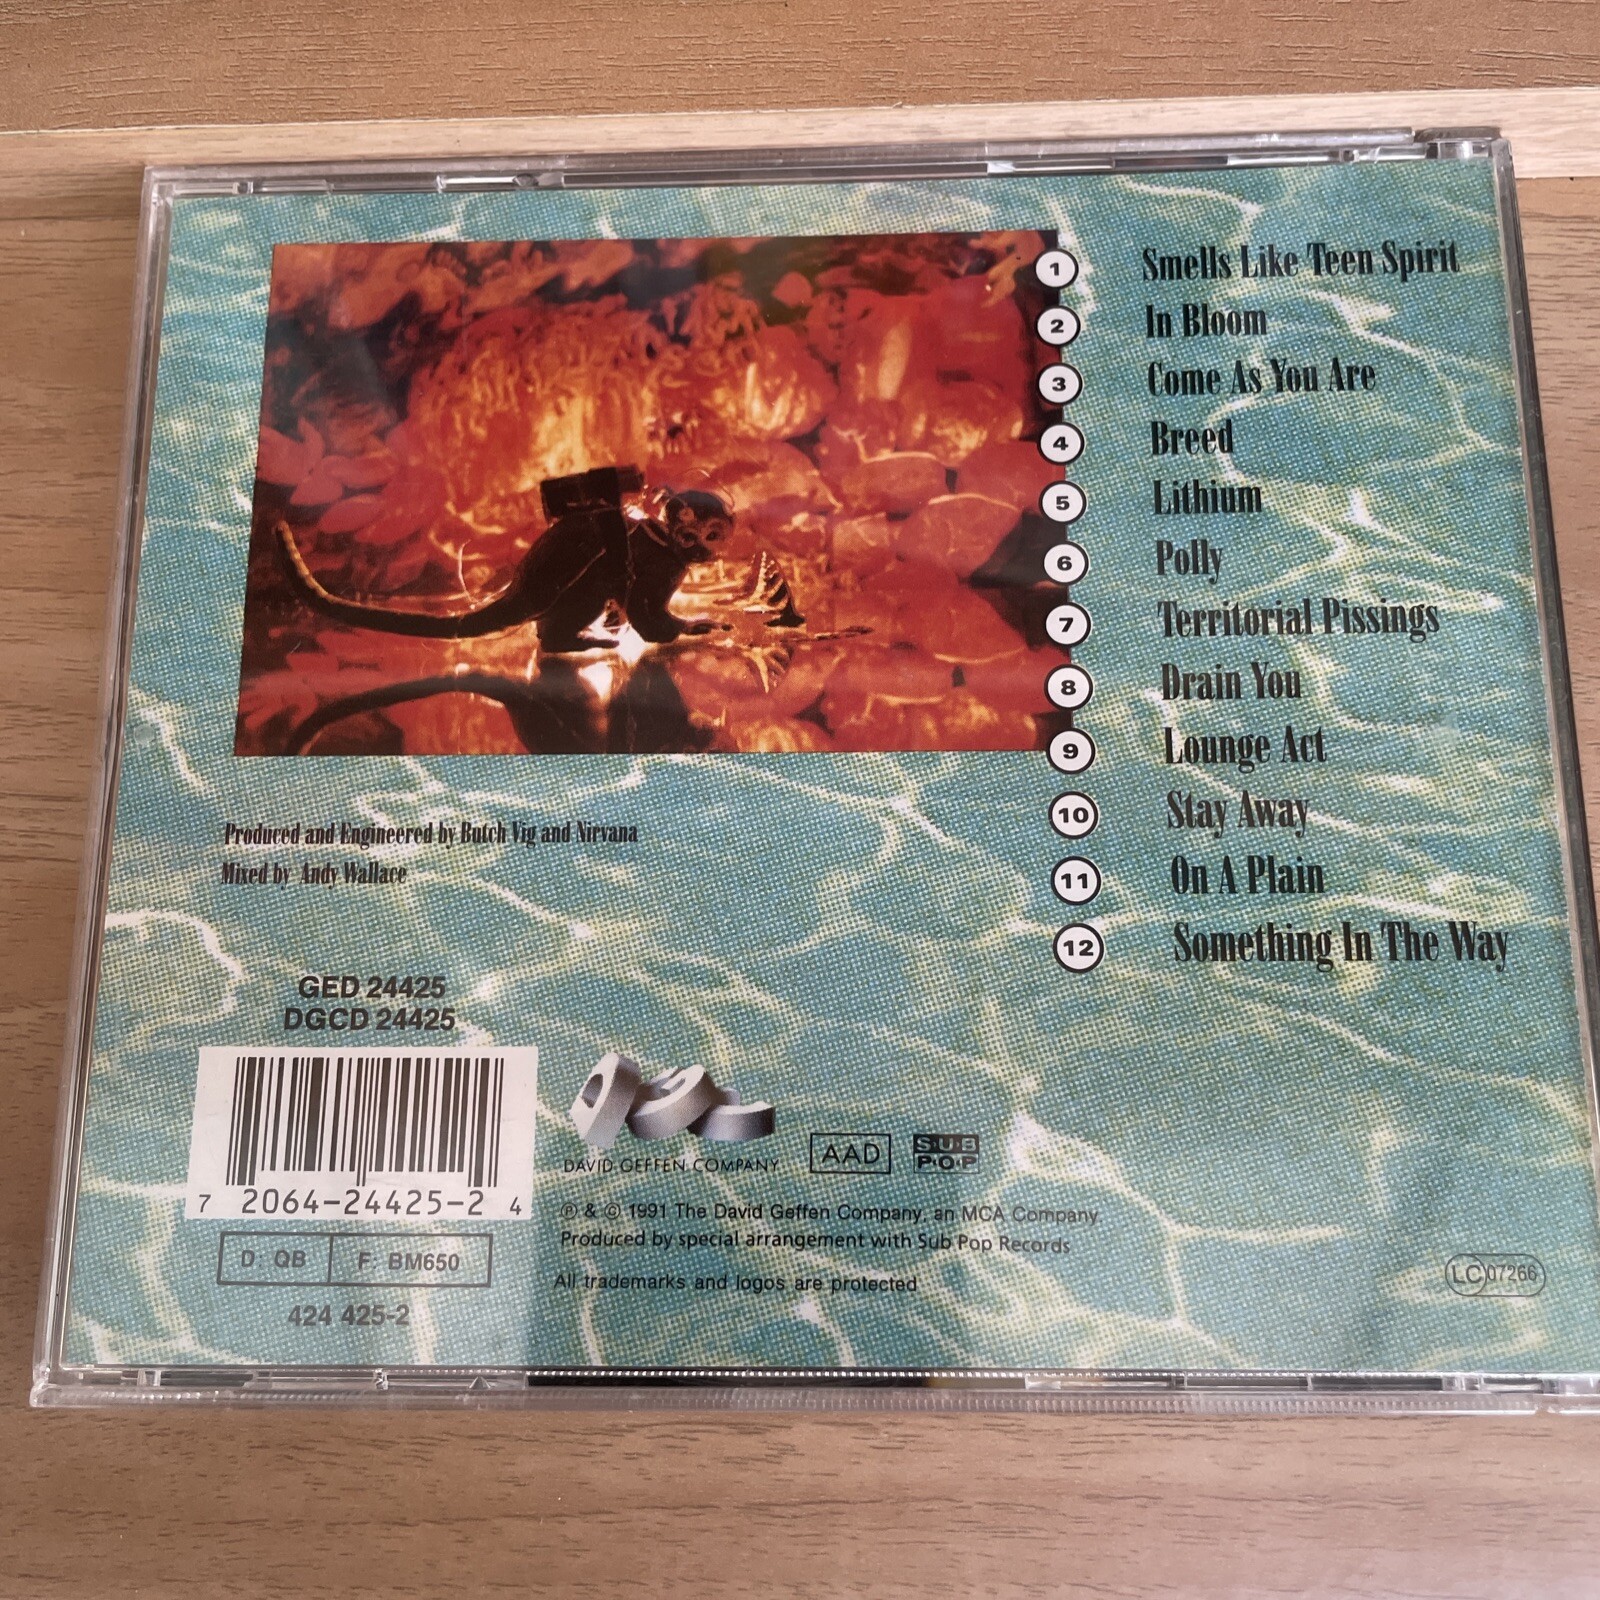 1 Smells Like Teen Spirit
2 In Bloom
3 Come As You Are
4 Breed
5 Lithium
6 Polly
7 Territorial Pissings
8 Drain You
9 Lounge Act
10 Stay Away
11 On A Plain
12 Something In The Way
Produced and Engineered by Butch Vig and Nirvana
Mixed by Andy Wallace
GED 24425
DGCD 24425
7 2064-24425-2 4
D: QB F: BM650
424 425-2
DAVID GEFFEN COMPANY
AAD
SUB
P·O·P
℗ & © 1991 The David Geffen Company, an MCA Company.
Produced by special arrangement with Sub Pop Records
All trademarks and logos are protected
LC 07266